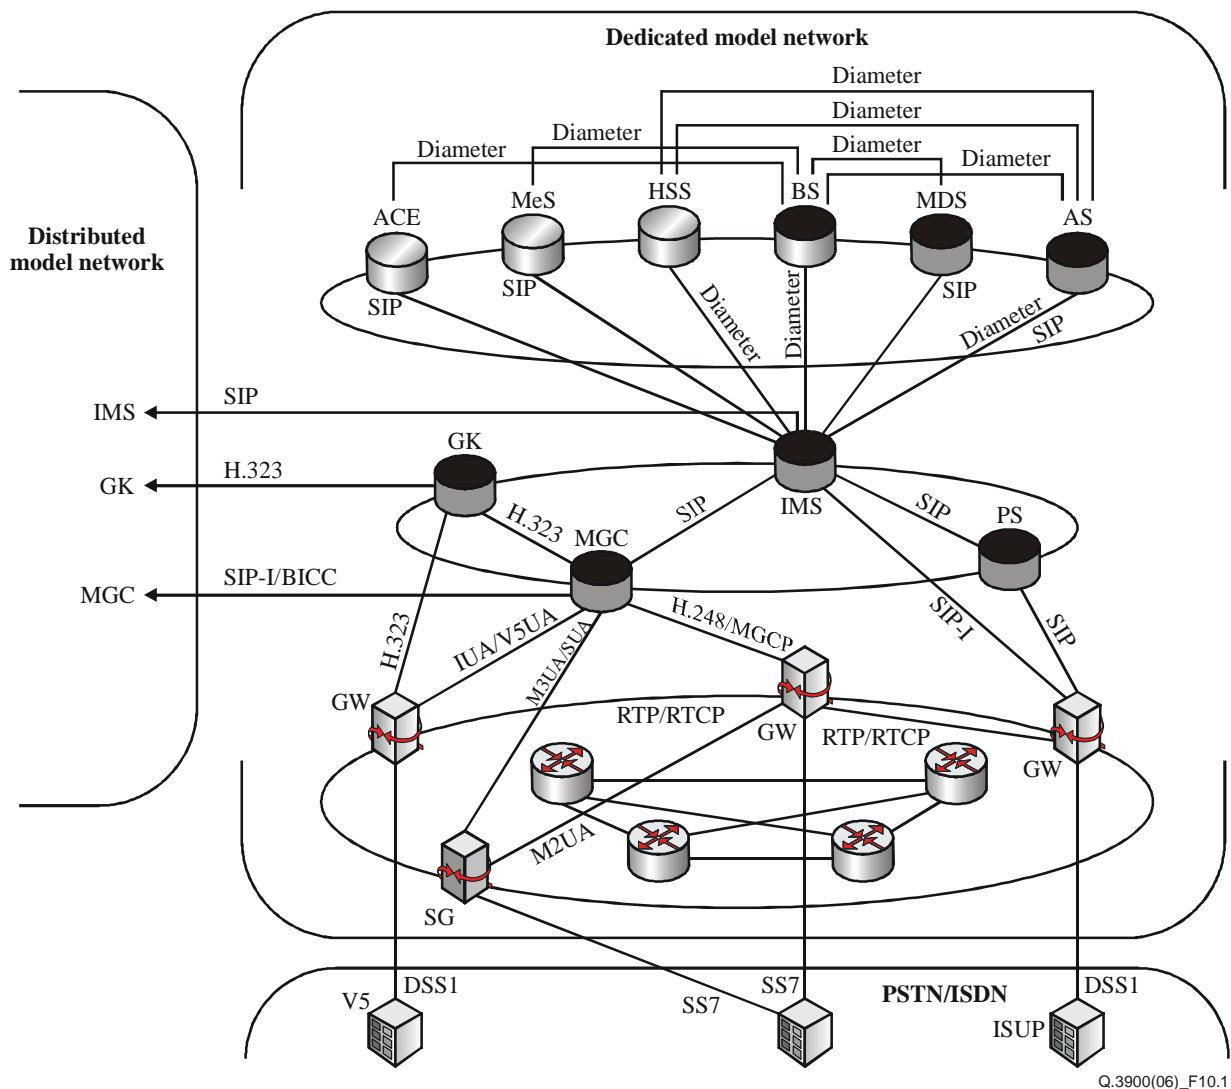 Dedicated model network
Diameter
Diameter
Diameter
Diameter
Diameter
Diameter
ACE
MeS
HSS
BS
MDS
AS
Distributed
model network
SIP
SIP
Diameter
Diameter
SIP
Diameter
SIP
IMS
SIP
GK
GK
H.323
IMS
H.323
SIP
SIP
PS
MGC
MGC
SIP-I/BICC
H.323
IUA/V5UA
M3UA/SUA
H.248/MGCP
SIP-I
SIP
GW
RTP/RTCP
GW
RTP/RTCP
GW
M2UA
SG
V5
DSS1
SS7
SS7
PSTN/ISDN
DSS1
ISUP
Q.3900(06)_F10.1